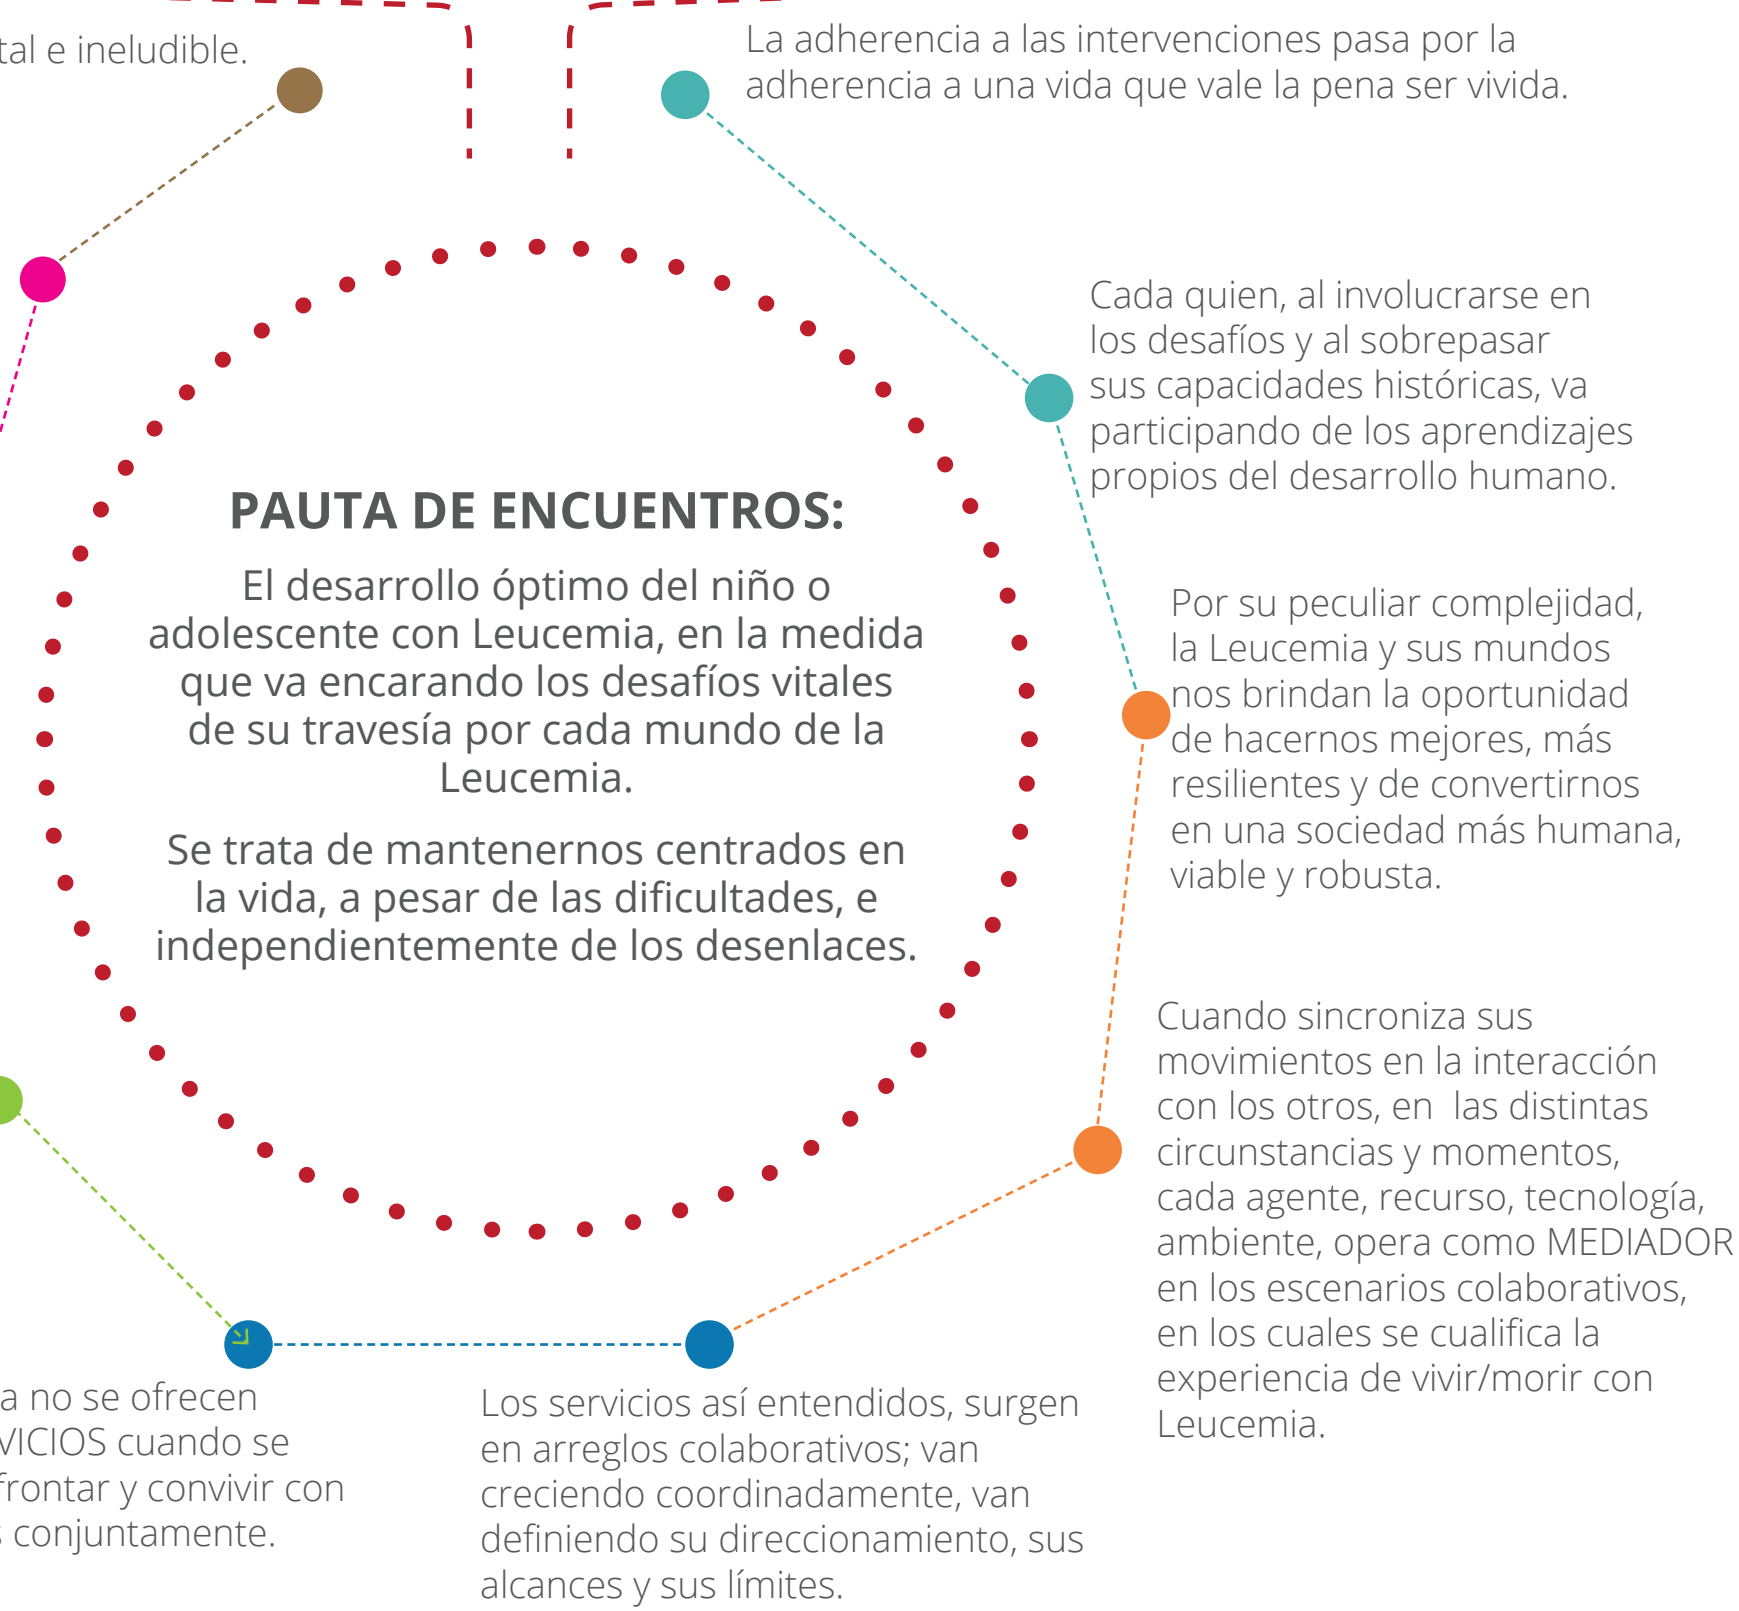 e ineludible.
La adherencia a las intervenciones pasa por la
adherencia a una vida que vale la pena ser vivida.
Cada quien, al involucrarse en
los desafíos y al sobrepasar
sus capacidades históricas, va
participando de los aprendizajes
propios del desarrollo humano.
PAUTA DE ENCUENTROS:
El desarrollo óptimo del niño o
adolescente con Leucemia, en la medida
que va encarando los desafíos vitales
de su travesía por cada mundo de la
Leucemia.
Se trata de mantenernos centrados en
la vida, a pesar de las dificultades, e
independientemente de los desenlaces.
Por su peculiar complejidad,
la Leucemia y sus mundos
nos brindan la oportunidad
de hacernos mejores, más
resilientes y de convertirnos
en una sociedad más humana,
viable y robusta.
Cuando sincroniza sus
movimientos en la interacción
con los otros, en  las distintas
circunstancias y momentos,
cada agente, recurso, tecnología,
ambiente, opera como MEDIADOR
en los escenarios colaborativos,
en los cuales se cualifica la
experiencia de vivir/morir con
Leucemia.
no se ofrecen
cuando se
y convivir con
conjuntamente.
Los servicios así entendidos, surgen
en arreglos colaborativos; van
creciendo coordinadamente, van
definiendo su direccionamiento, sus
alcances y sus límites.